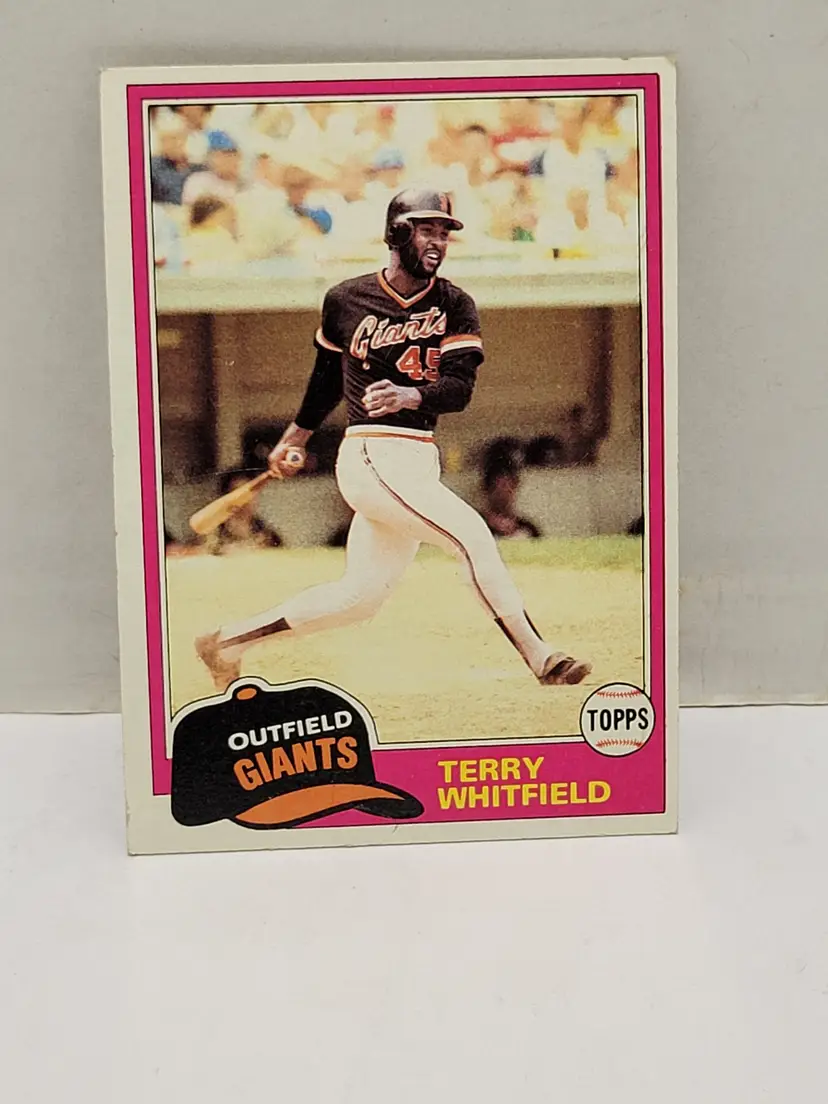 Giants
45
TOPPS
OUTFIELD
GIANTS
TERRY
WHITFIELD